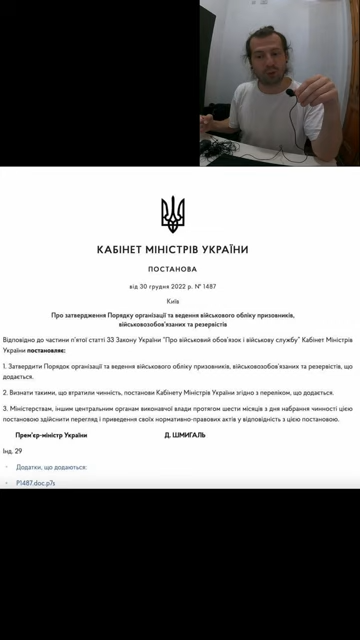 КАБІНЕТ МІНІСТРІВ УКРАЇНИ
ПОСТАНОВА
від 30 грудня 2022 р. № 1487
Київ
Про затвердження Порядку організації та ведення військового обліку призовників,
військовозобов'язаних та резервістів
Відповідно до частини п'ятої статті 33 Закону України "Про військовий обов'язок і військову службу" Кабінет Міністрів
України постановляє:
1. Затвердити Порядок організації та ведення військового обліку призовників, військовозобов'язаних та резервістів, що
додається.
2. Визнати такими, що втратили чинність, постанови Кабінету Міністрів України згідно з переліком, що додається.
3. Міністерствам, іншим центральним органам виконавчої влади протягом шести місяців з дня набрання чинності цією
постановою здійснити перегляд і приведення своїх нормативно-правових актів у відповідність з цією постановою.
Прем'єр-міністр України Д. ШМИГАЛЬ
Інд. 29
- Додатки, що додаються:
- P1487.doc.p7s